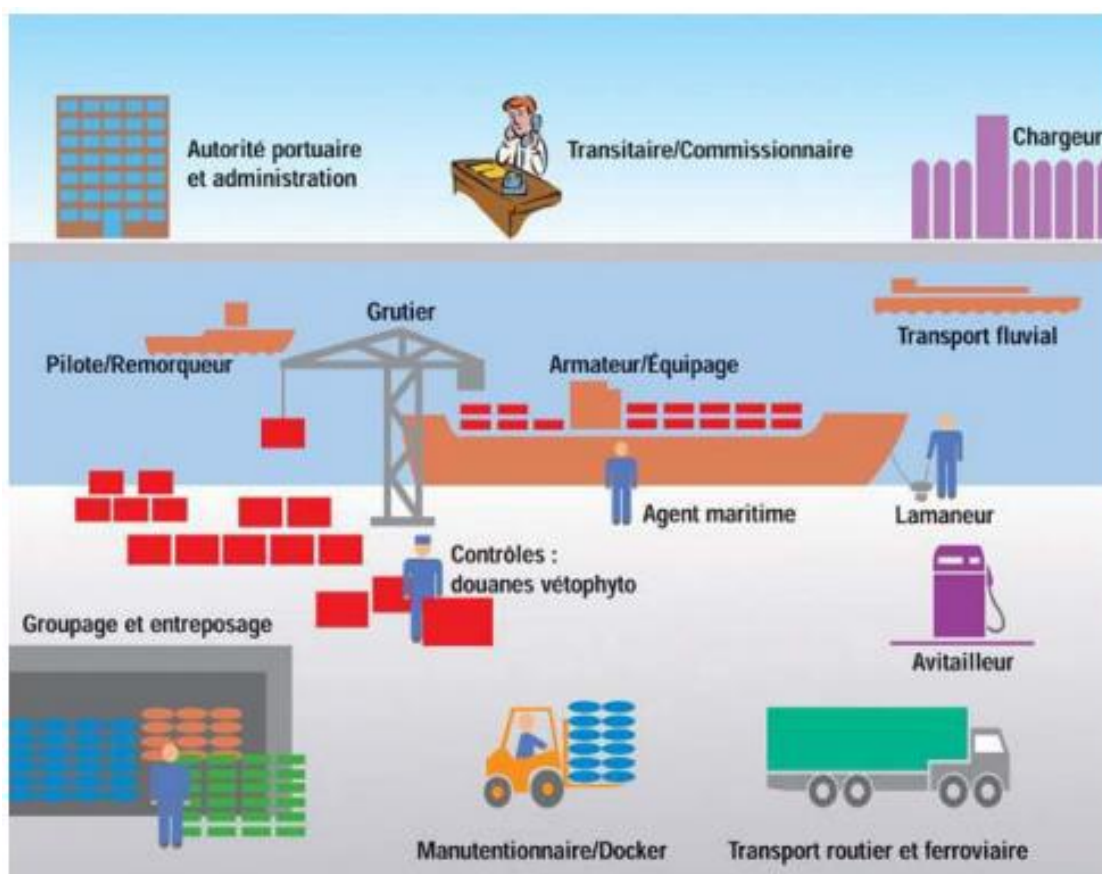 Autorité portuaire
et administration
Transitaire/Commissionnaire
Chargeur
Grutier
Pilote/Remorqueur
Armateur/Équipage
Transport fluvial
Agent maritime
Lamaneur
Contrôles :
douanes vétophyto
Groupage et entreposage
Avitailleur
Manutentionnaire/Docker
Transport routier et ferroviaire